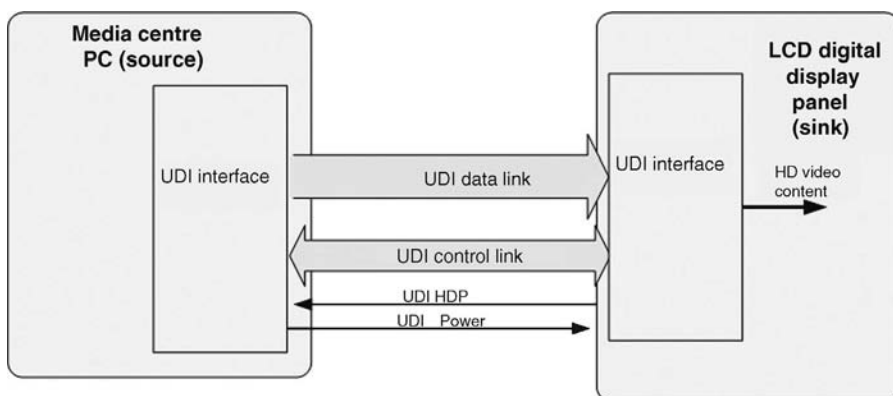 Media centre
PC (source)
UDI interface
UDI data link
UDI control link
UDI HDP
UDI Power
LCD digital
display
panel
(sink)
UDI interface
HD video
content